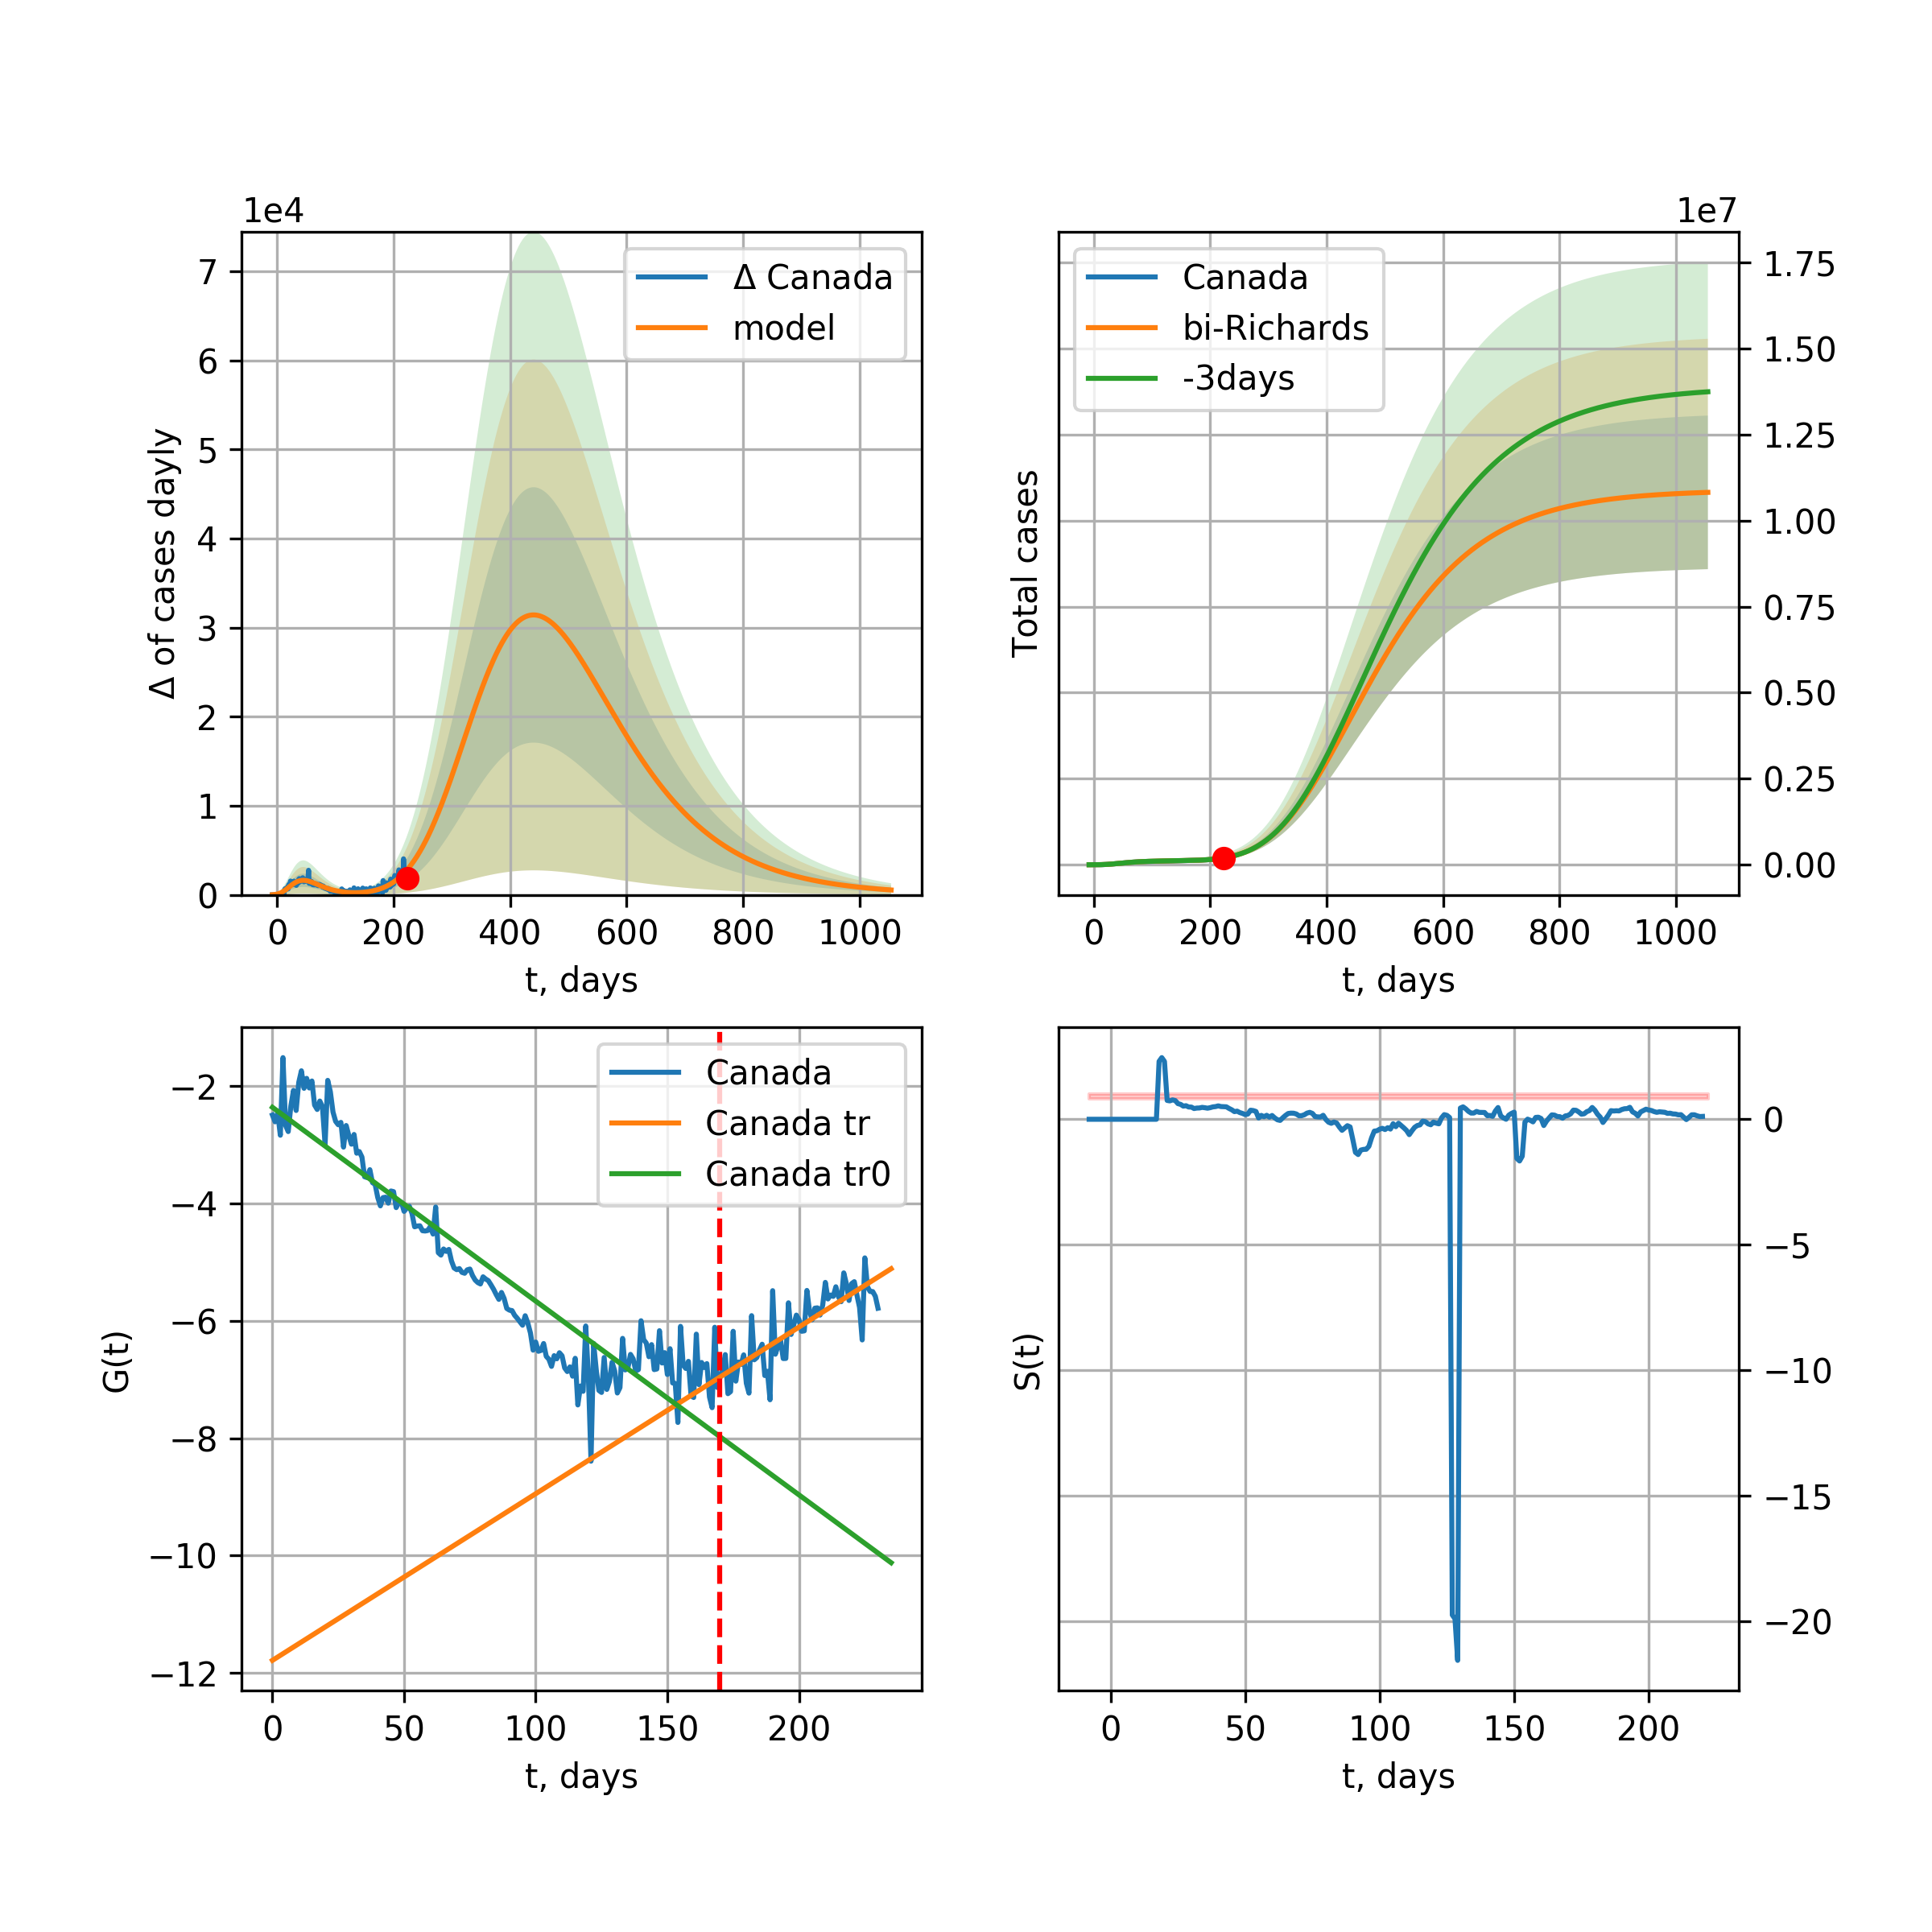 1e4
Δ Canada
model
Δ of cases dayly
7
6
5
4
3
2
1
0
0 200 400 600 800 1000
t, days
1e7
Canada
bi-Richards
-3days
Total cases
1.75
1.50
1.25
1.00
0.75
0.50
0.25
0.00
0 200 400 600 800 1000
t, days
Canada
Canada tr
Canada tr0
G(t)
−2
−4
−6
−8
−10
−12
0 50 100 150 200
t, days
S(t)
0
−5
−10
−15
−20
0 50 100 150 200
t, days